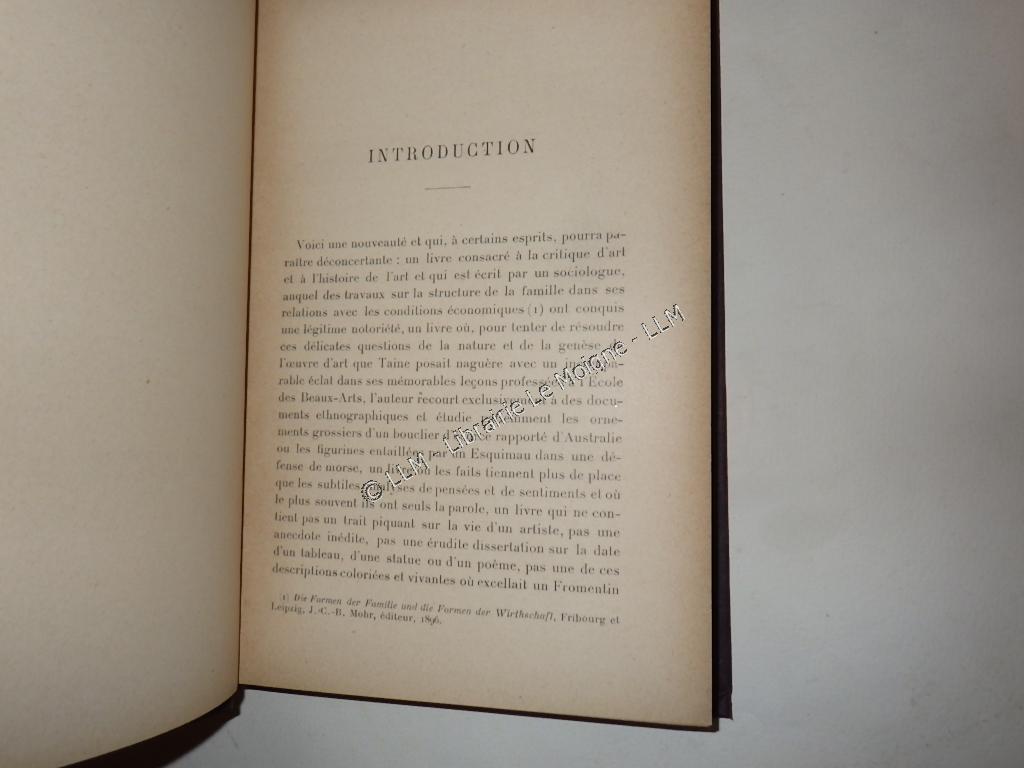 INTRODUCTION
Voici une nouveauté et qui, à certains esprits, pourra pa-
raître déconcertante : un livre consacré à la critique d'art
et à l'histoire de l'art et qui est écrit par un sociologue,
auquel des travaux sur la structure de la famille dans ses
relations avec les conditions économiques (1) ont conquis
une légitime notoriété, un livre où, pour tenter de résoudre
ces délicates questions de la nature et de la genèse de
l'œuvre d'art que Taine posait naguère avec un
rable éclat dans ses mémorables leçons professées à l'École
des Beaux-Arts, l'auteur recourt exclusivement à des docu-
ments ethnographiques et étudie les orne-
ments grossiers d'un bouclier rapporté d'Australie
ou les figurines entaillées par un Esquimau dans une dé-
fense de morse, un livre où les faits tiennent plus de place
que les subtiles analyses de pensées et de sentiments et où
le plus souvent ils ont seuls la parole, un livre qui ne con-
tient pas un trait piquant sur la vie d'un artiste, pas une
anecdote inédite, pas une érudite dissertation sur la date
d'un tableau, d'une statue ou d'un poème, pas une de ces
descriptions coloriées et vivantes où excellait un Fromentin
(1) Die Formen der Familie und die Formen der Wirthschaft, Fribourg et
Leipzig, J.-C.-B. Mohr, éditeur, 1896.
© LLM - Librairie Le Moigne - LLM